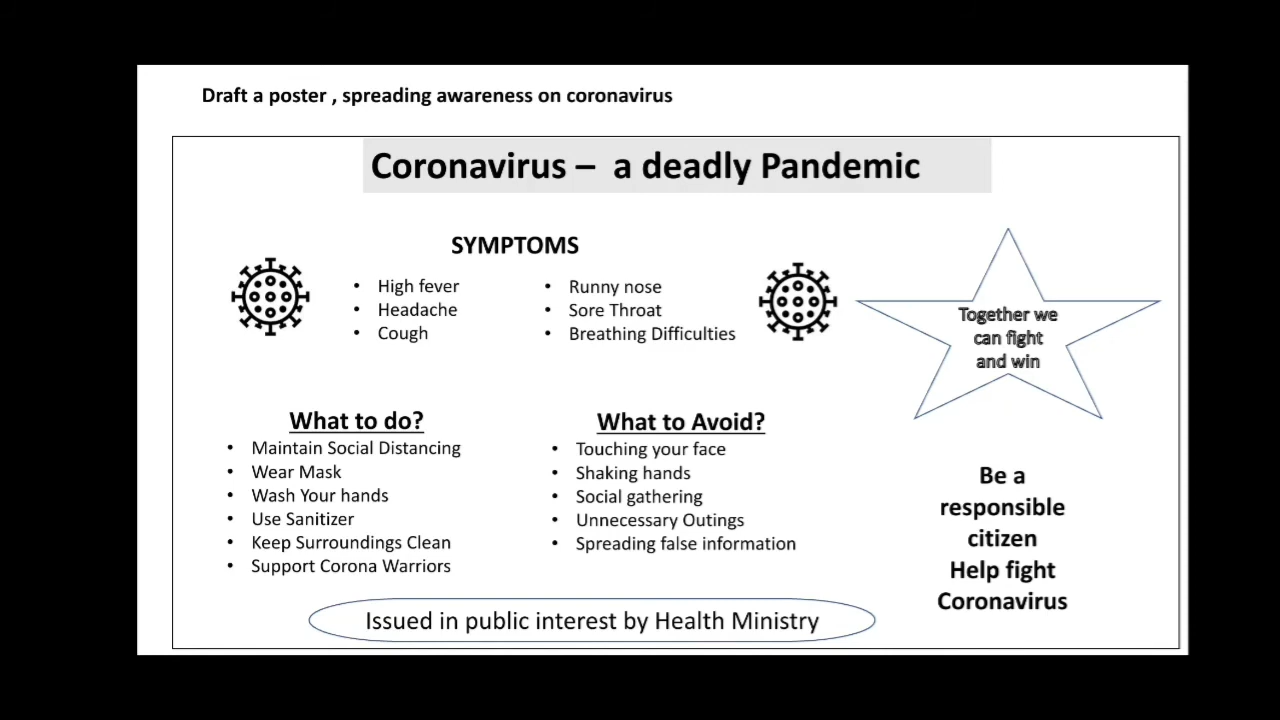 Draft a poster , spreading awareness on coronavirus
Coronavirus – a deadly Pandemic
SYMPTOMS
• High fever
• Headache
• Cough
• Runny nose
• Sore Throat
• Breathing Difficulties
Together we
can fight
and win
What to do?
• Maintain Social Distancing
• Wear Mask
• Wash Your hands
• Use Sanitizer
• Keep Surroundings Clean
• Support Corona Warriors
What to Avoid?
• Touching your face
• Shaking hands
• Social gathering
• Unnecessary Outings
• Spreading false information
Be a
responsible
citizen
Help fight
Coronavirus
Issued in public interest by Health Ministry